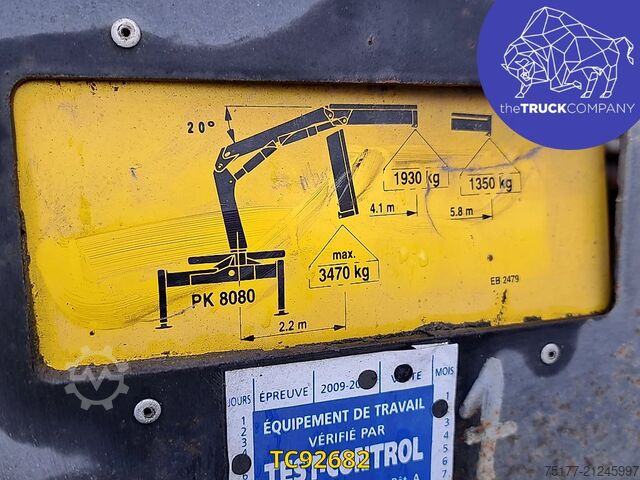 theTRUCKCOMPANY
20°
1930 kg
1350 kg
4.1 m
5.8 m
max.
3470 kg
PK 8080
EB 2479
2.2 m
JOURS
ÉPREUVE
2009-20
MOIS
1
2
3
4
5
6
7
ÉQUIPEMENT DE TRAVAIL
VÉRIFIÉ PAR
TEST-CONTROL
TC92682
75177-21245997